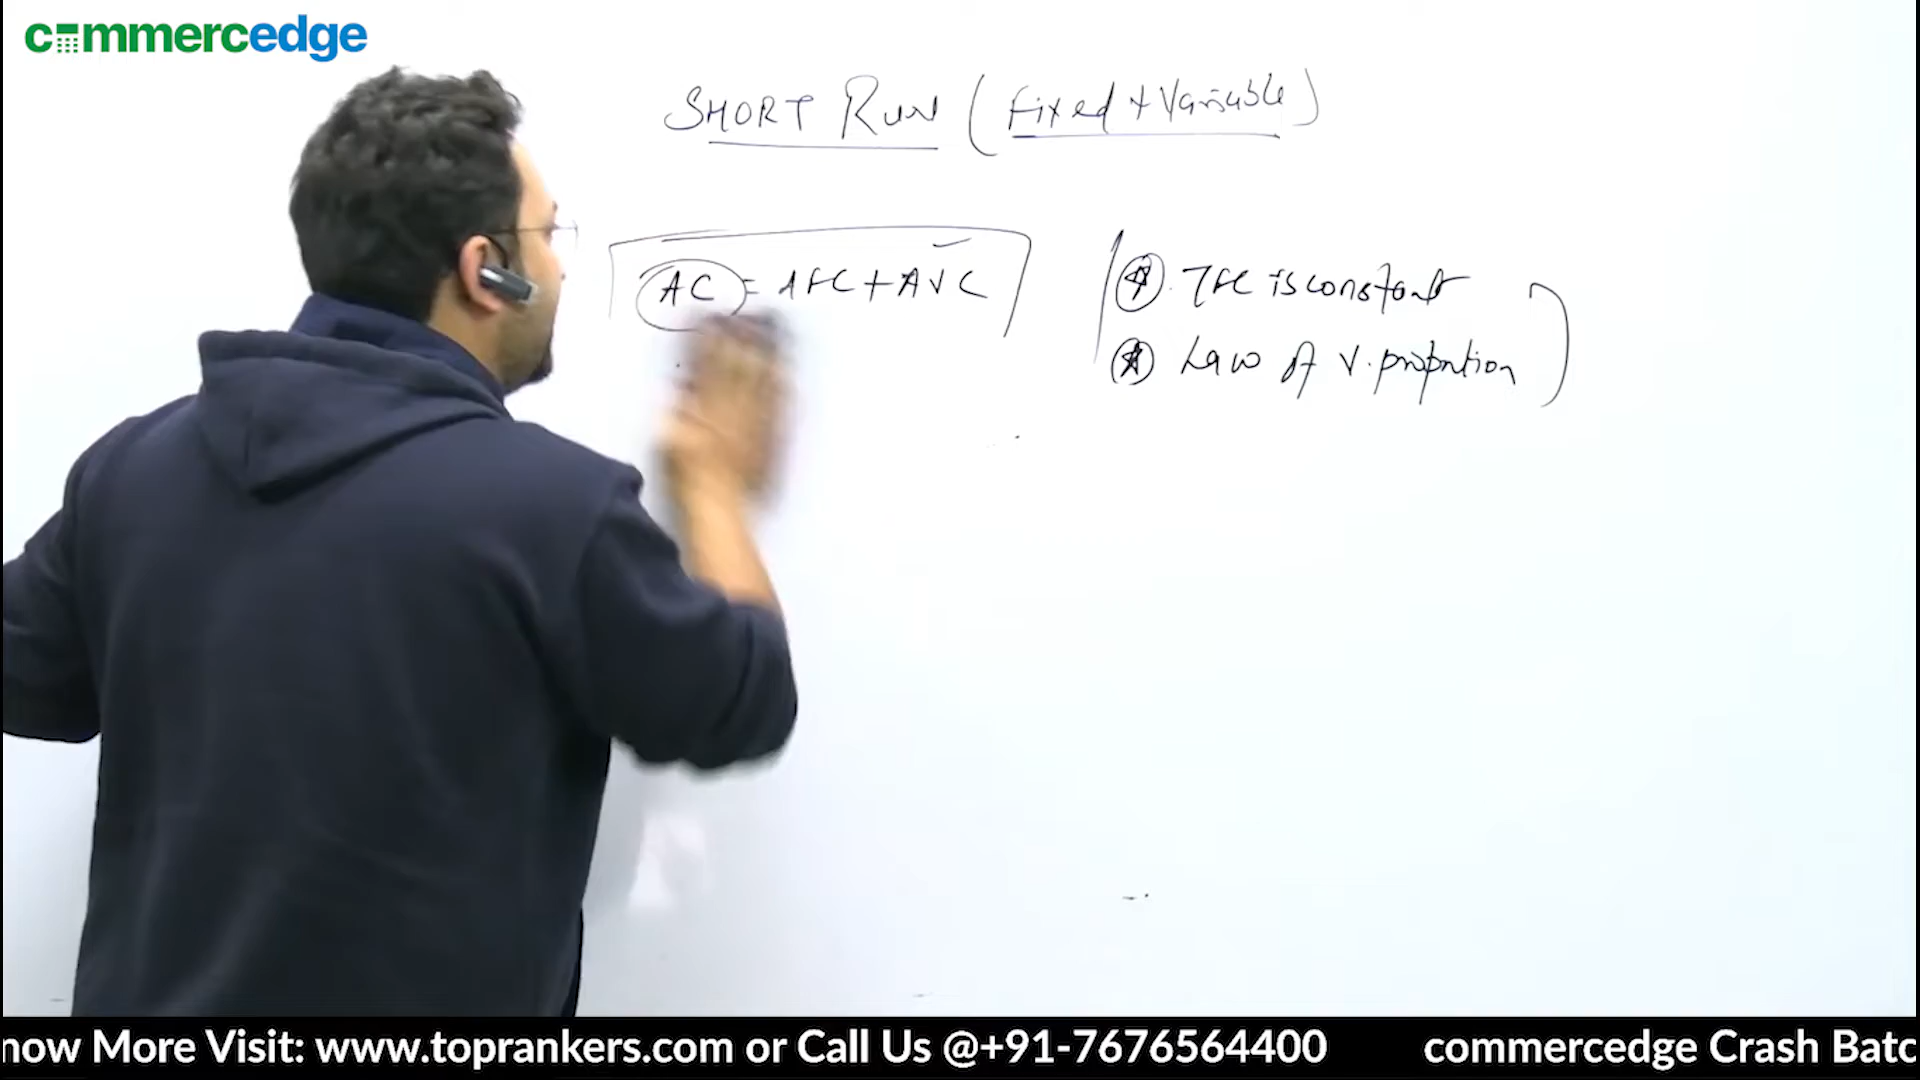 commercedge
SHORT RUN (Fixed + Variable)
AC = AFC + AVC
TFC is constant
Law of V. proportion
now More Visit: www.toprankers.com or Call Us @+91-7676564400 commercedge Crash Batc